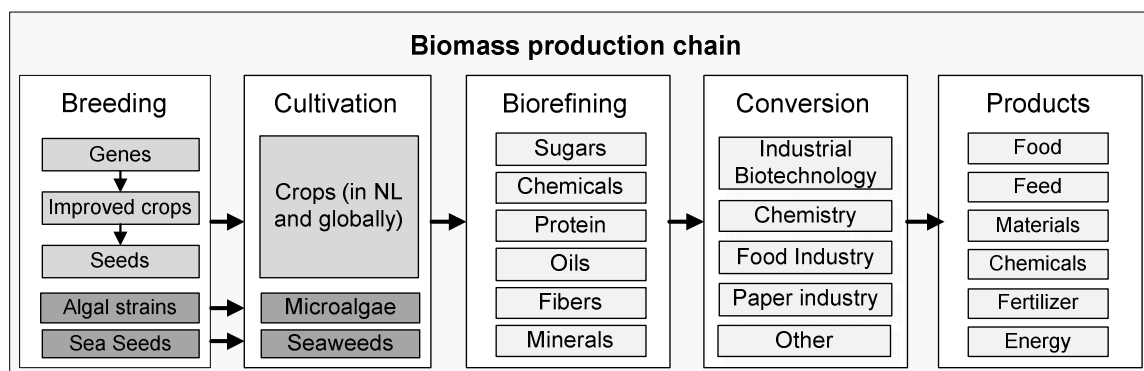 Biomass production chain
Breeding
Genes
Improved crops
Seeds
Algal strains
Sea Seeds
Cultivation
Crops (in NL
and globally)
Microalgae
Seaweeds
Biorefining
Sugars
Chemicals
Protein
Oils
Fibers
Minerals
Conversion
Industrial
Biotechnology
Chemistry
Food Industry
Paper industry
Other
Products
Food
Feed
Materials
Chemicals
Fertilizer
Energy